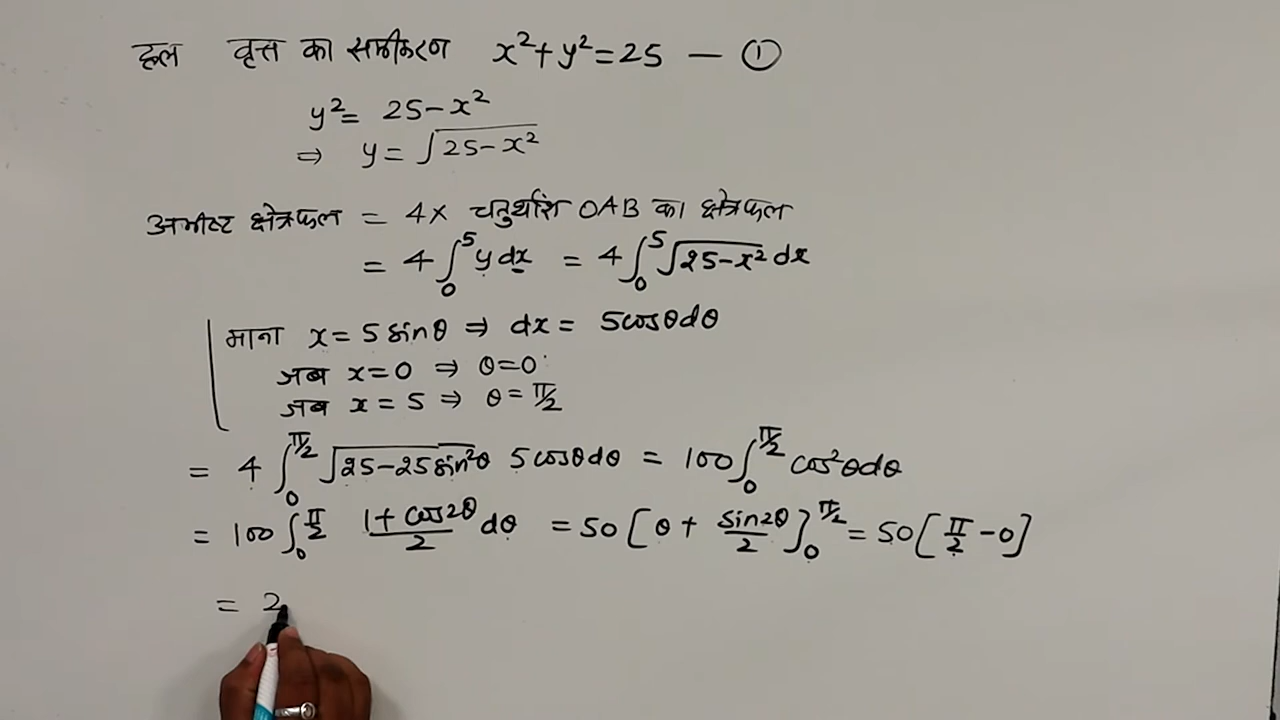 हल वृत्त का समीकरण x²+y²=25 — ①
y²= 25-x²
⇒ y= √25-x²
अभीष्ट क्षेत्रफल = 4× चतुर्थांश OAB का क्षेत्रफल
= 4∫₀⁵ y dx = 4∫₀⁵ √25-x² dx
माना x=5 sinθ ⇒ dx= 5cosθdθ
जब x=0 ⇒ θ=0
जब x=5 ⇒ θ=π/2
= 4 ∫₀^π/2 √25-25sin²θ 5cosθdθ = 100∫₀^π/2 cos²θdθ
= 100∫₀^π/2 (1+cos2θ)/2 dθ = 50[θ + sin2θ/2]₀^π/2 = 50[π/2 -0]
= 2